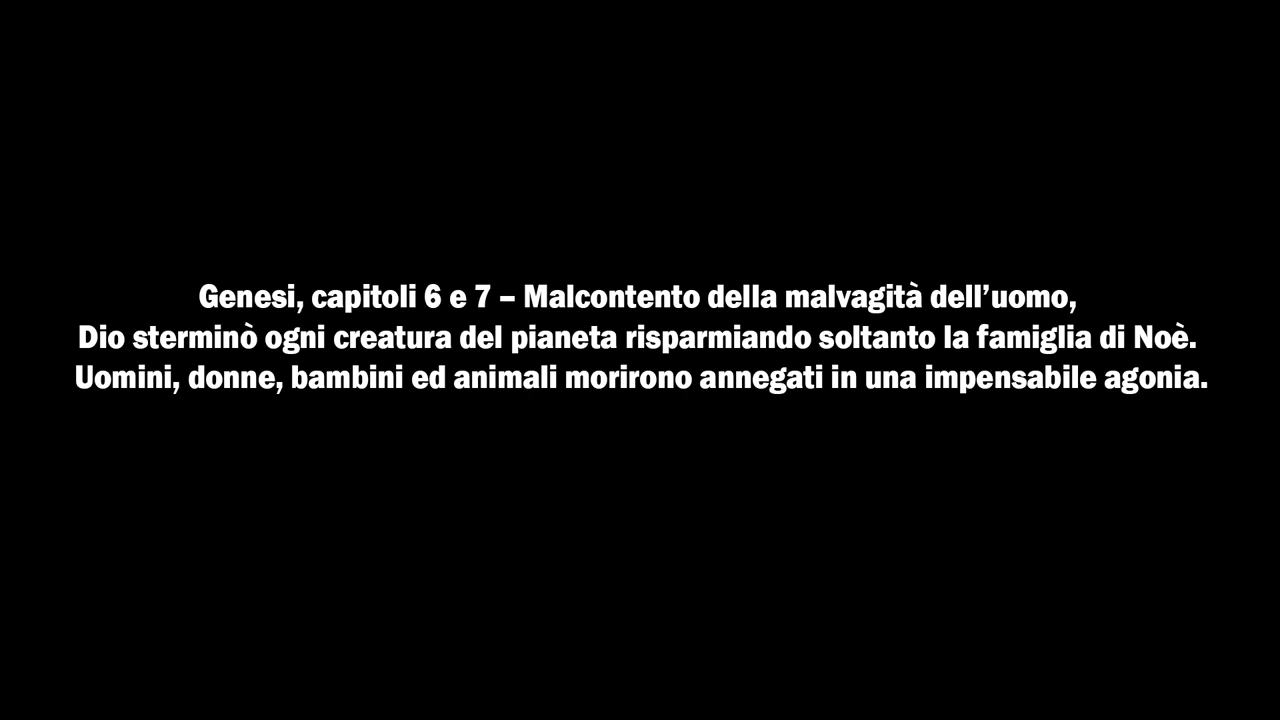 Genesi, capitoli 6 e 7 – Malcontento della malvagità dell’uomo,
Dio sterminò ogni creatura del pianeta risparmiando soltanto la famiglia di Noè.
Uomini, donne, bambini ed animali morirono annegati in una impensabile agonia.